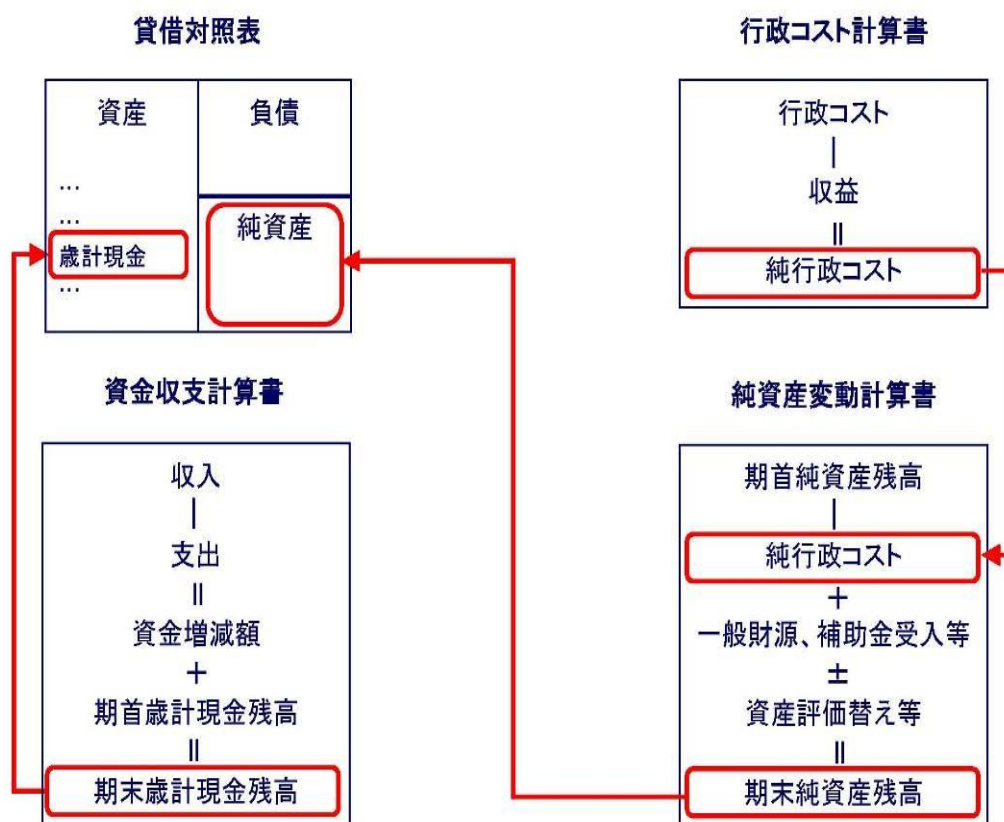 貸借対照表
資産
負債
…
…
純資産
歳計現金
…
行政コスト計算書
行政コスト
|
収益
||
純行政コスト
資金収支計算書
収入
|
支出
||
資金増減額
+
期首歳計現金残高
||
期末歳計現金残高
純資産変動計算書
期首純資産残高
|
純行政コスト
+
一般財源、補助金受入等
±
資産評価替え等
||
期末純資産残高